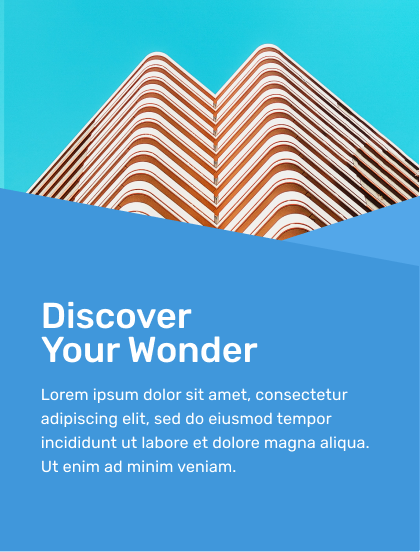 Discover
Your Wonder
Lorem ipsum dolor sit amet, consectetur
adipiscing elit, sed do eiusmod tempor
incididunt ut labore et dolore magna aliqua.
Ut enim ad minim veniam.